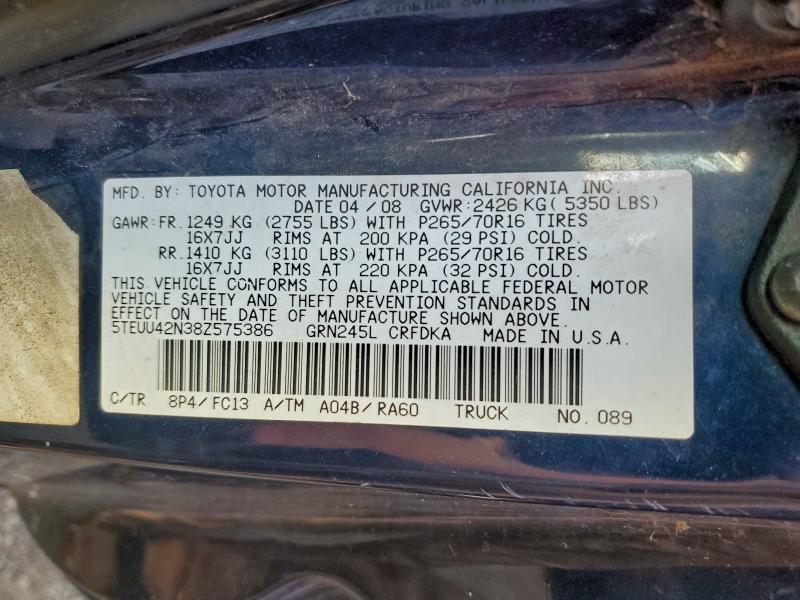 MFD. BY: TOYOTA MOTOR MANUFACTURING CALIFORNIA INC.
DATE 04 / 08 GVWR: 2426 KG ( 5350 LBS)
GAWR: FR. 1249 KG (2755 LBS) WITH P265/70R16 TIRES
16X7JJ RIMS AT 200 KPA (29 PSI) COLD.
RR. 1410 KG (3110 LBS) WITH P265/70R16 TIRES
16X7JJ RIMS AT 220 KPA (32 PSI) COLD.
THIS VEHICLE CONFORMS TO ALL APPLICABLE FEDERAL MOTOR
VEHICLE SAFETY AND THEFT PREVENTION STANDARDS IN
EFFECT ON THE DATE OF MANUFACTURE SHOWN ABOVE.
5TEUU42N38Z575386 GRN245L CRFDKA MADE IN U.S.A.
C/TR 8P4/ FC13 A/TM A04B/ RA60 TRUCK NO. 089